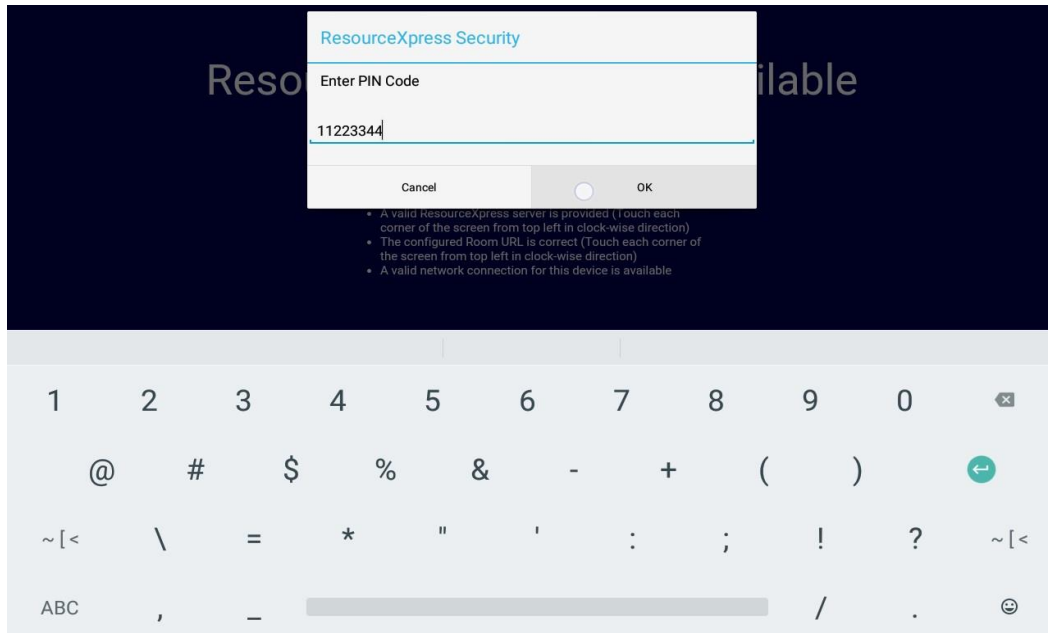 ResourceXpress Security
Enter PIN Code
Reso
ilable
11223344
Cancel
OK
• A valid ResourceXpress server is provided (Touch each
corner of the screen from top left in clock-wise direction)
• The configured Room URL is correct (Touch each corner of
the screen from top left in clock-wise direction)
• A valid network connection for this device is available
1 2 3 4 5 6 7 8 9 0
@ # $ % & - + ( )
~ [ < \ = * " ' : ; ! ? ~ [ <
ABC , _ / .